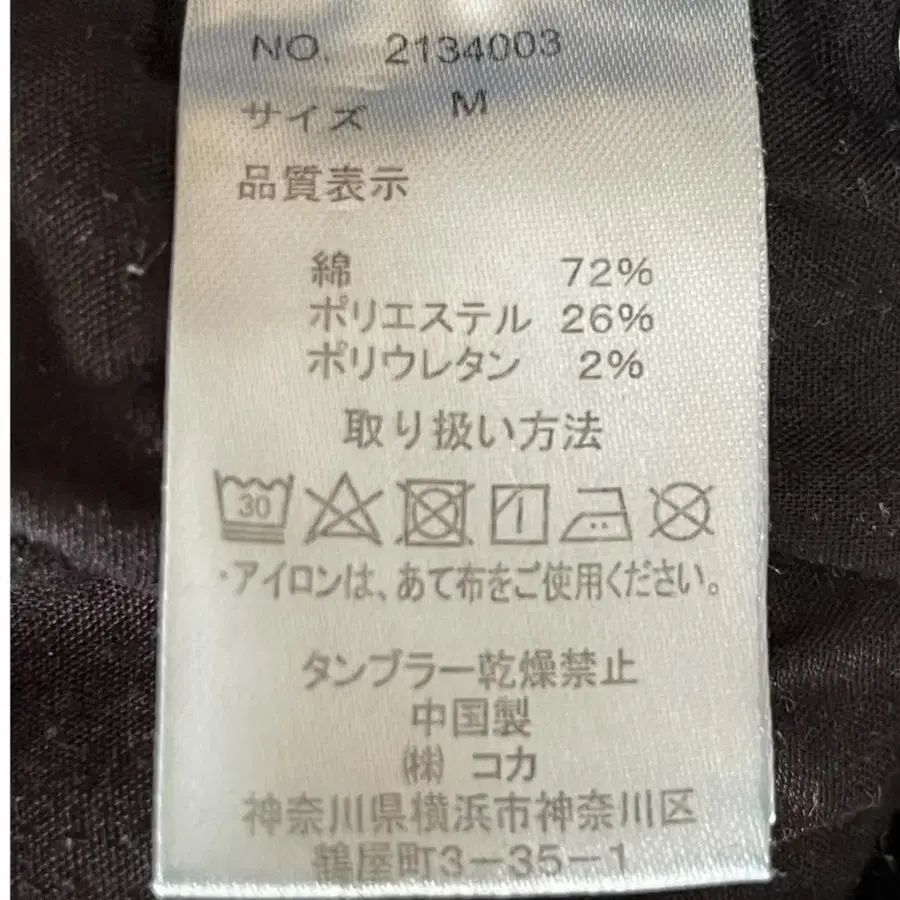 NO. 2134003
サイズ M
品質表示
綿 72%
ポリエステル 26%
ポリウレタン 2%
取り扱い方法
30
・アイロンは、あて布をご使用ください。
タンブラー乾燥禁止
中国製
㈱ コカ
神奈川県横浜市神奈川区
鶴屋町3−35−1